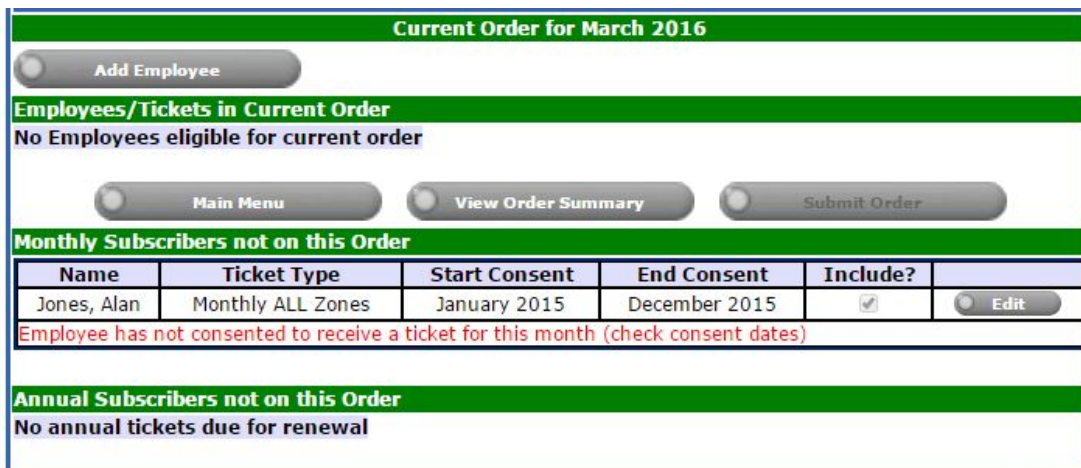 Current Order for March 2016
Add Employee
Employees/Tickets in Current Order
No Employees eligible for current order
Main Menu View Order Summary Submit Order
Monthly Subscribers not on this Order
Name Ticket Type Start Consent End Consent Include?
Jones, Alan Monthly ALL Zones January 2015 December 2015 Edit
Employee has not consented to receive a ticket for this month (check consent dates)
Annual Subscribers not on this Order
No annual tickets due for renewal